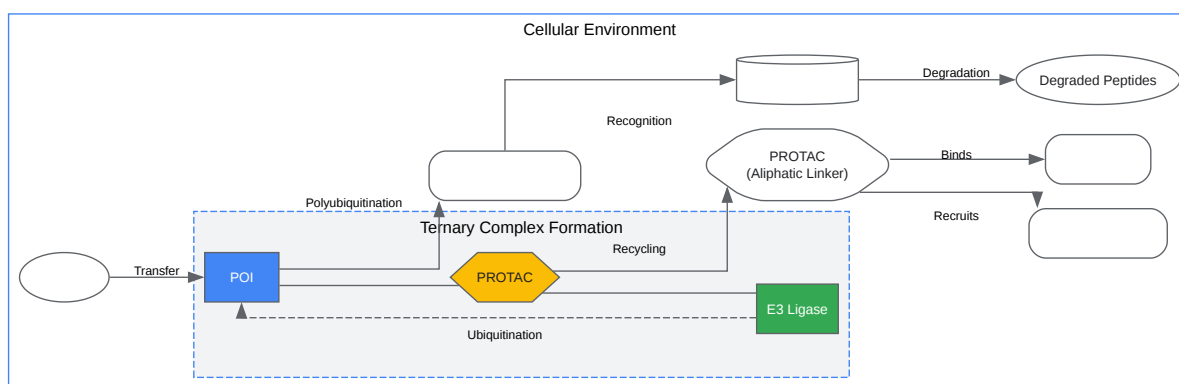 Cellular Environment
Degradation
Degraded Peptides
Recognition
PROTAC
(Aliphatic Linker)
Binds
Polyubiquitination
Recruits
Ternary Complex Formation
Recycling
Transfer
POI
PROTAC
E3 Ligase
Ubiquitination